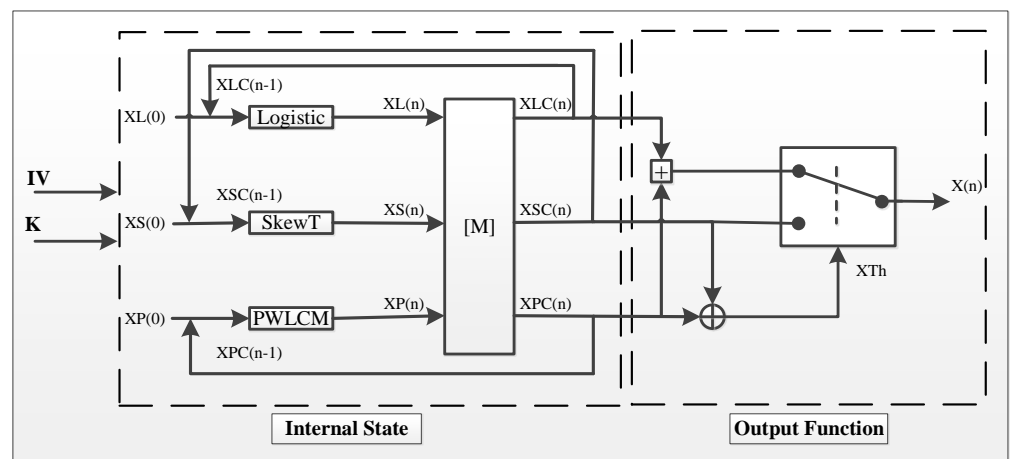 XLC(n-1)
XL(0)
Logistic
XL(n)
XLC(n)
+
IV
K
XSC(n-1)
XS(0)
SkewT
XS(n)
[M]
XSC(n)
X(n)
XTh
XP(0)
PWLCM
XP(n)
XPC(n)
XPC(n-1)
Internal State
Output Function